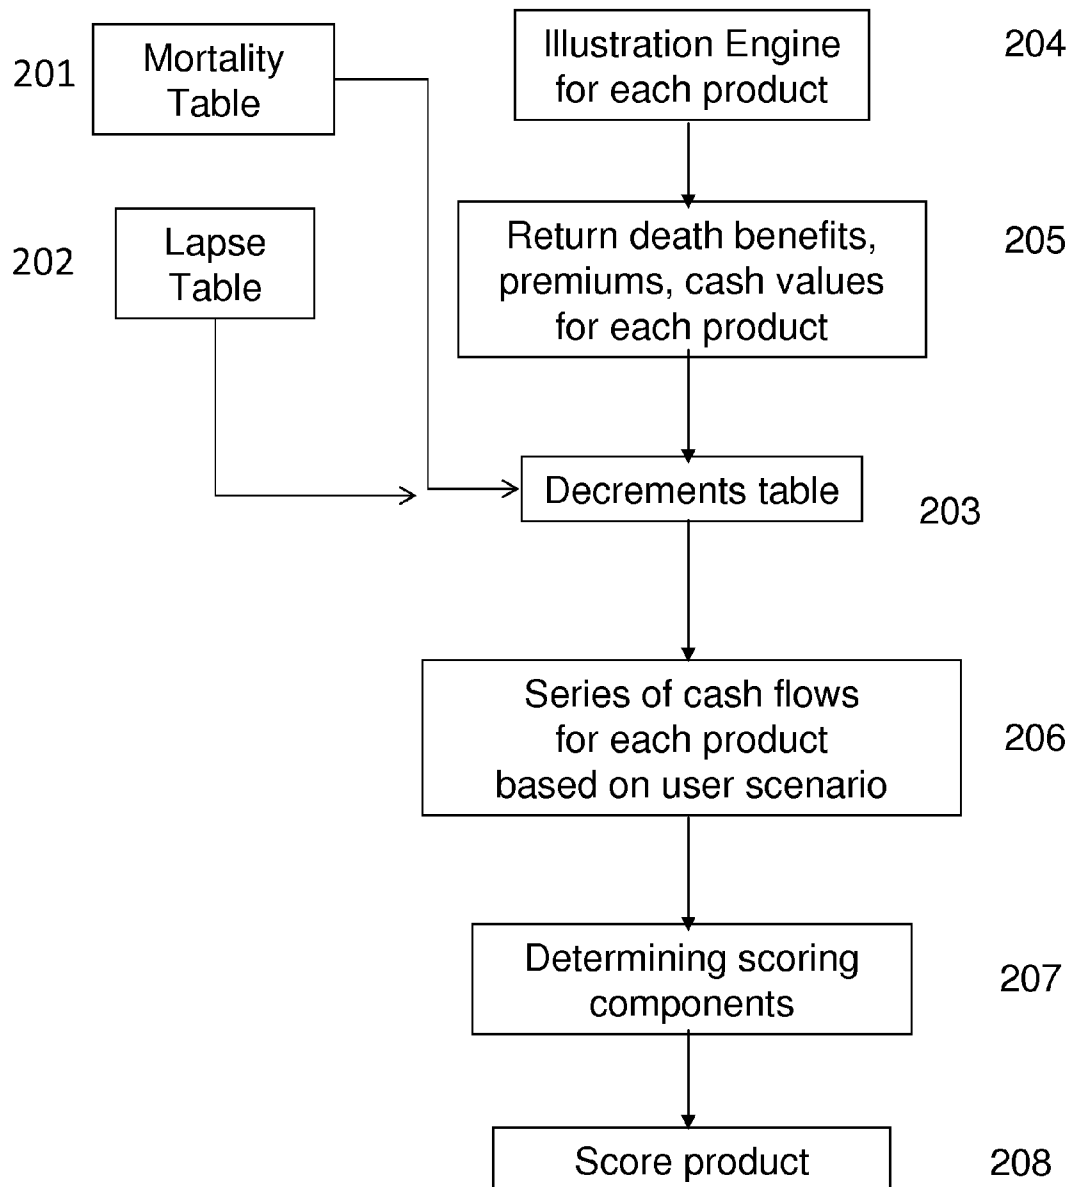 201
Mortality
Table
Illustration Engine
for each product
204
202
Lapse
Table
Return death benefits,
premiums, cash values
for each product
205
Decrements table
203
Series of cash flows
for each product
based on user scenario
206
Determining scoring
components
207
Score product
208